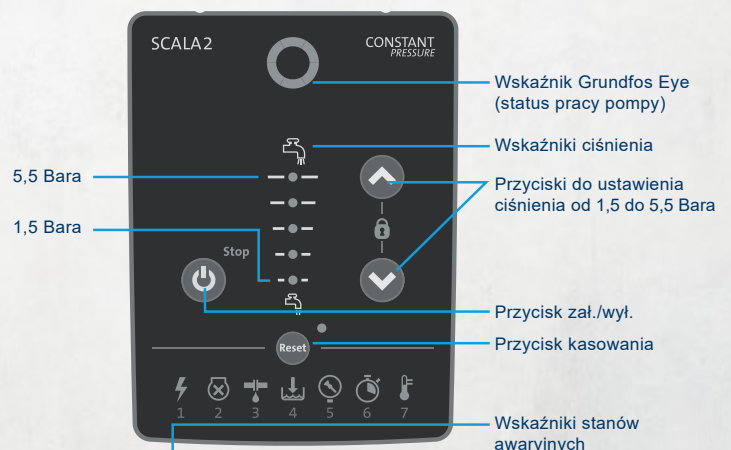 SCALA2
CONSTANT
PRESSURE
Wskaźnik Grundfos Eye
(status pracy pompy)
Wskaźniki ciśnienia
5,5 Bara
Przyciski do ustawienia
ciśnienia od 1,5 do 5,5 Bara
1,5 Bara
Stop
Przycisk zał./wył.
Reset
Przycisk kasowania
1 2 3 4 5 6 7
Wskaźniki stanów
awaryjnych